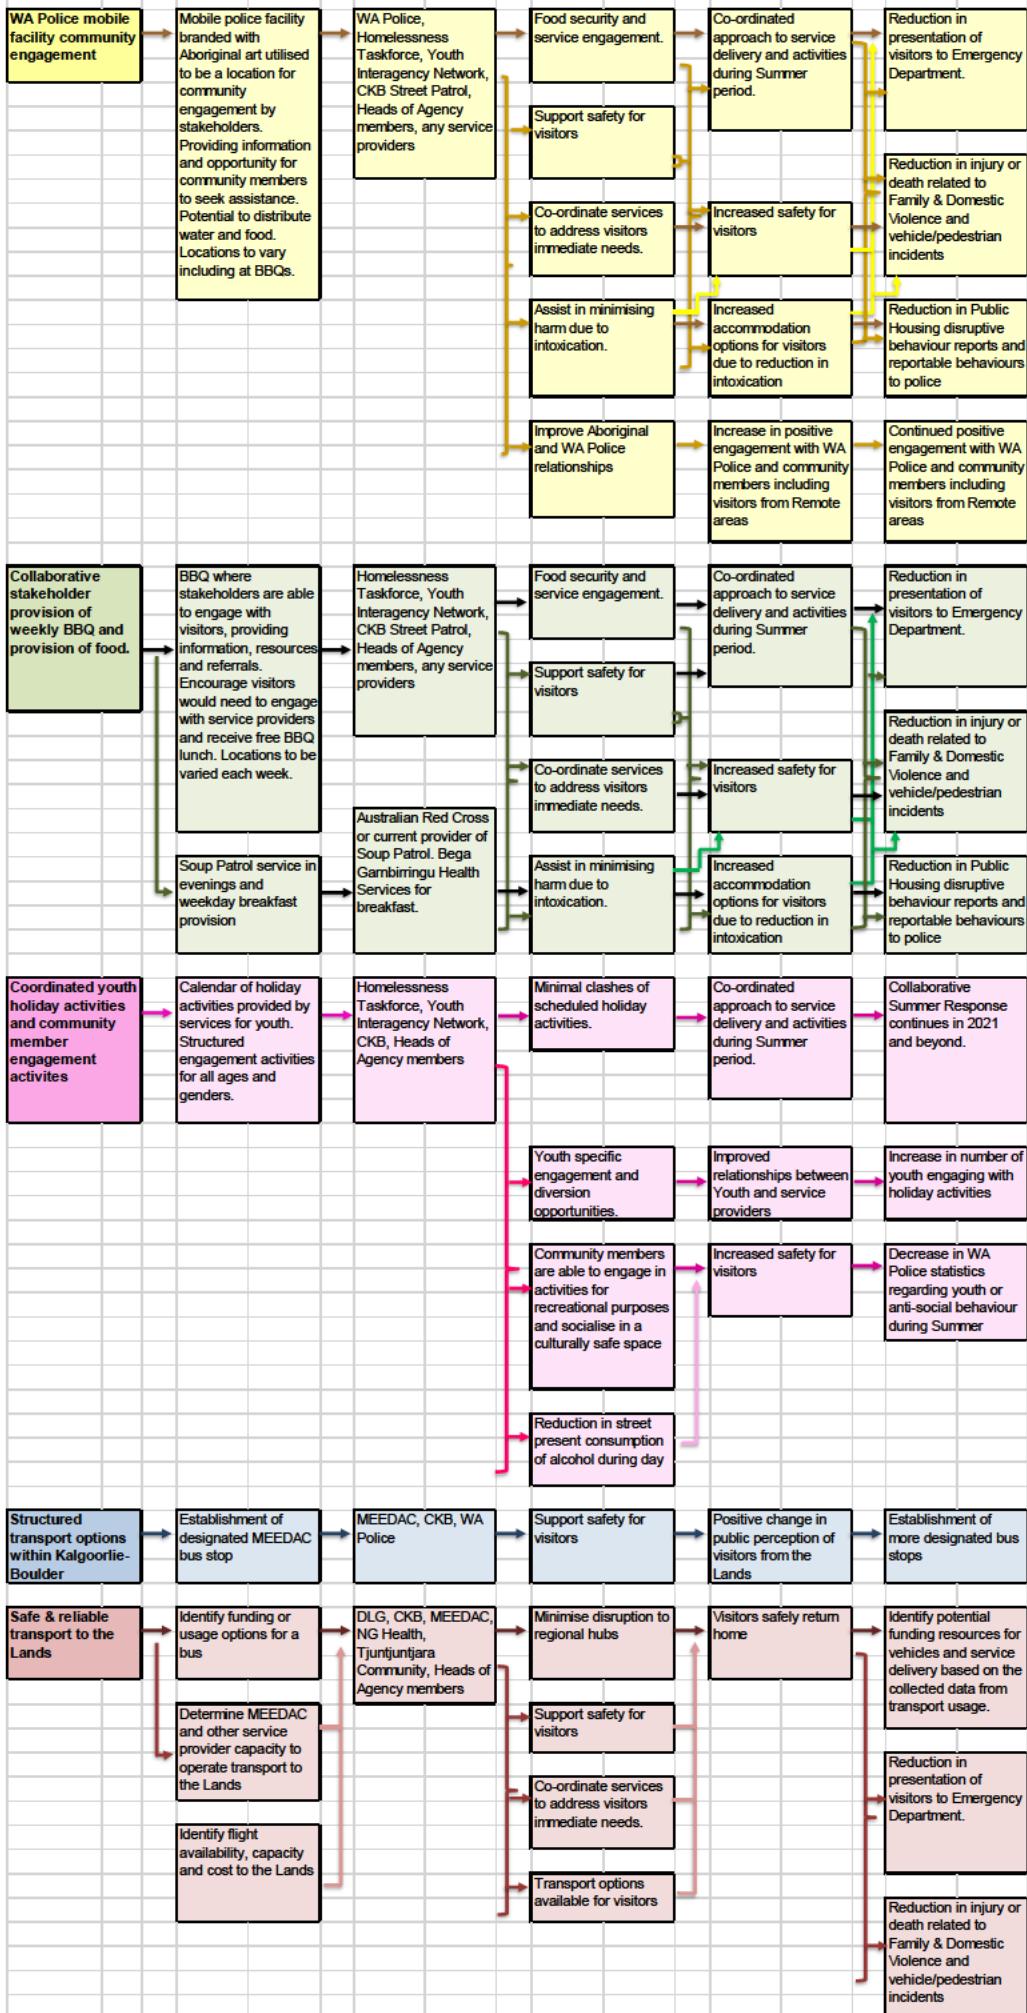 WA Police mobile
facility community
engagement
Mobile police facility
branded with
Aboriginal art utilised
to be a location for
community
engagement by
stakeholders.
Providing information
and opportunity for
community members
to seek assistance.
Potential to distribute
water and food.
Locations to vary
including at BBQs.
WA Police,
Homelessness
Taskforce, Youth
Interagency Network,
CKB Street Patrol,
Heads of Agency
members, any service
providers
Food security and
service engagement.
Support safety for
visitors
Co-ordinate services
to address visitors
immediate needs.
Assist in minimising
harm due to
intoxication.
Improve Aboriginal
and WA Police
relationships
Co-ordinated
approach to service
delivery and activities
during Summer
period.
Increased safety for
visitors
Increased
accommodation
options for visitors
due to reduction in
intoxication
Increase in positive
engagement with WA
Police and community
members including
visitors from Remote
areas
Reduction in
presentation of
visitors to Emergency
Department.
Reduction in injury or
death related to
Family & Domestic
Violence and
vehicle/pedestrian
incidents
Reduction in Public
Housing disruptive
behaviour reports and
reportable behaviours
to police
Continued positive
engagement with WA
Police and community
members including
visitors from Remote
areas
Collaborative
stakeholder
provision of
weekly BBQ and
provision of food.
BBQ where
stakeholders are able
to engage with
visitors, providing
information, resources
and referrals.
Encourage visitors
would need to engage
with service providers
and receive free BBQ
lunch. Locations to be
varied each week.
Soup Patrol service in
evenings and
weekday breakfast
provision
Homelessness
Taskforce, Youth
Interagency Network,
CKB Street Patrol,
Heads of Agency
members, any service
providers
Australian Red Cross
or current provider of
Soup Patrol. Bega
Garnbirringu Health
Services for
breakfast.
Food security and
service engagement.
Support safety for
visitors
Co-ordinate services
to address visitors
immediate needs.
Assist in minimising
harm due to
intoxication.
Co-ordinated
approach to service
delivery and activities
during Summer
period.
Increased safety for
visitors
Increased
accommodation
options for visitors
due to reduction in
intoxication
Reduction in
presentation of
visitors to Emergency
Department.
Reduction in injury or
death related to
Family & Domestic
Violence and
vehicle/pedestrian
incidents
Reduction in Public
Housing disruptive
behaviour reports and
reportable behaviours
to police
Coordinated youth
holiday activities
and community
member
engagement
activites
Calendar of holiday
activities provided by
services for youth.
Structured
engagement activities
for all ages and
genders.
Homelessness
Taskforce, Youth
Interagency Network,
CKB, Heads of
Agency members
Minimal clashes of
scheduled holiday
activities.
Youth specific
engagement and
diversion
opportunities.
Community members
are able to engage in
activities for
recreational purposes
and socialise in a
culturally safe space
Reduction in street
present consumption
of alcohol during day
Co-ordinated
approach to service
delivery and activities
during Summer
period.
Improved
relationships between
Youth and service
providers
Increased safety for
visitors
Collaborative
Summer Response
continues in 2021
and beyond.
Increase in number of
youth engaging with
holiday activities
Decrease in WA
Police statistics
regarding youth or
anti-social behaviour
during Summer
Structured
transport options
within Kalgoorlie-
Boulder
Establishment of
designated MEEDAC
bus stop
MEEDAC, CKB, WA
Police
Support safety for
visitors
Positive change in
public perception of
visitors from the
Lands
Establishment of
more designated bus
stops
Safe & reliable
transport to the
Lands
Identify funding or
usage options for a
bus
Determine MEEDAC
and other service
provider capacity to
operate transport to
the Lands
Identify flight
availability, capacity
and cost to the Lands
DLG, CKB, MEEDAC,
NG Health,
Tjuntjuntjara
Community, Heads of
Agency members
Minimise disruption to
regional hubs
Support safety for
visitors
Co-ordinate services
to address visitors
immediate needs.
Transport options
available for visitors
Visitors safely return
home
Identify potential
funding resources for
vehicles and service
delivery based on the
collected data from
transport usage.
Reduction in
presentation of
visitors to Emergency
Department.
Reduction in injury or
death related to
Family & Domestic
Violence and
vehicle/pedestrian
incidents